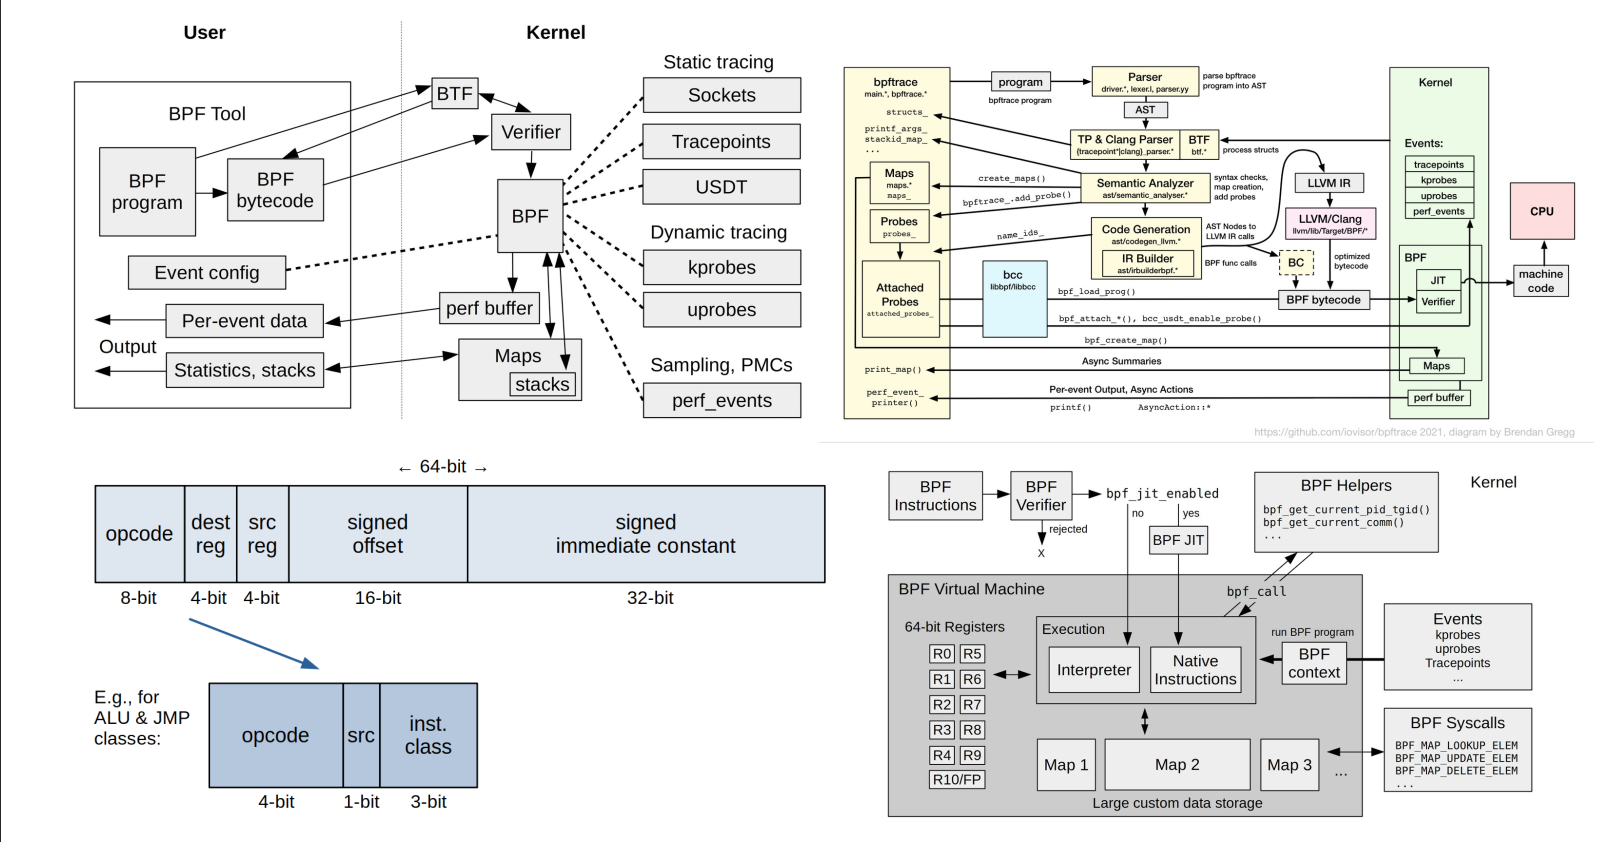 User
Kernel
BPF Tool
BPF
program
BPF
bytecode
Event config
Per-event data
Output
Statistics, stacks
BTF
Verifier
BPF
perf buffer
Maps
stacks
Static tracing
Sockets
Tracepoints
USDT
Dynamic tracing
kprobes
uprobes
Sampling, PMCs
perf_events
bpftrace
main.*, bpftrace.*
structs_
printf_args_
stackid_map_
...
Maps
maps.*
maps_
Probes
probes_
Attached
Probes
attached_probes_
print_map()
perf_event_
printer()
program
bpftrace program
Parser
driver.*, lexer.l, parser.yy
parse bpftrace
program into AST
AST
TP & Clang Parser
{tracepoint*|clang}_parser.*
BTF
btf.*
process structs
create_maps()
Semantic Analyzer
ast/semantic_analyser.*
syntax checks,
map creation,
add probes
bpftrace_.add_probe()
name_ids_
Code Generation
ast/codegen_llvm.*
IR Builder
ast/irbuilderbpf.*
AST Nodes to
LLVM IR calls
BPF func calls
LLVM IR
LLVM/Clang
llvm/lib/Target/BPF/*
BC
optimized
bytecode
BPF bytecode
bcc
libbpf/libbcc
bpf_load_prog()
bpf_attach_*(), bcc_usdt_enable_probe()
bpf_create_map()
Async Summaries
Per-event Output, Async Actions
printf()
AsyncAction::*
Kernel
Events:
tracepoints
kprobes
uprobes
perf_events
BPF
JIT
Verifier
Maps
perf buffer
CPU
machine
code
https://github.com/iovisor/bpftrace 2021, diagram by Brendan Gregg
← 64-bit →
opcode
dest
reg
src
reg
signed
offset
signed
immediate constant
8-bit
4-bit
4-bit
16-bit
32-bit
E.g., for
ALU & JMP
classes:
opcode
src
inst.
class
4-bit
1-bit
3-bit
BPF
Instructions
BPF
Verifier
rejected
X
bpf_jit_enabled
no
yes
BPF JIT
BPF Helpers
bpf_get_current_pid_tgid()
bpf_get_current_comm()
...
Kernel
BPF Virtual Machine
bpf_call
64-bit Registers
R0 R5
R1 R6
R2 R7
R3 R8
R4 R9
R10/FP
Execution
Interpreter
Native
Instructions
run BPF program
BPF
context
Events
kprobes
uprobes
Tracepoints
...
Map 1
Map 2
Map 3
...
Large custom data storage
BPF Syscalls
BPF_MAP_LOOKUP_ELEM
BPF_MAP_UPDATE_ELEM
BPF_MAP_DELETE_ELEM
...